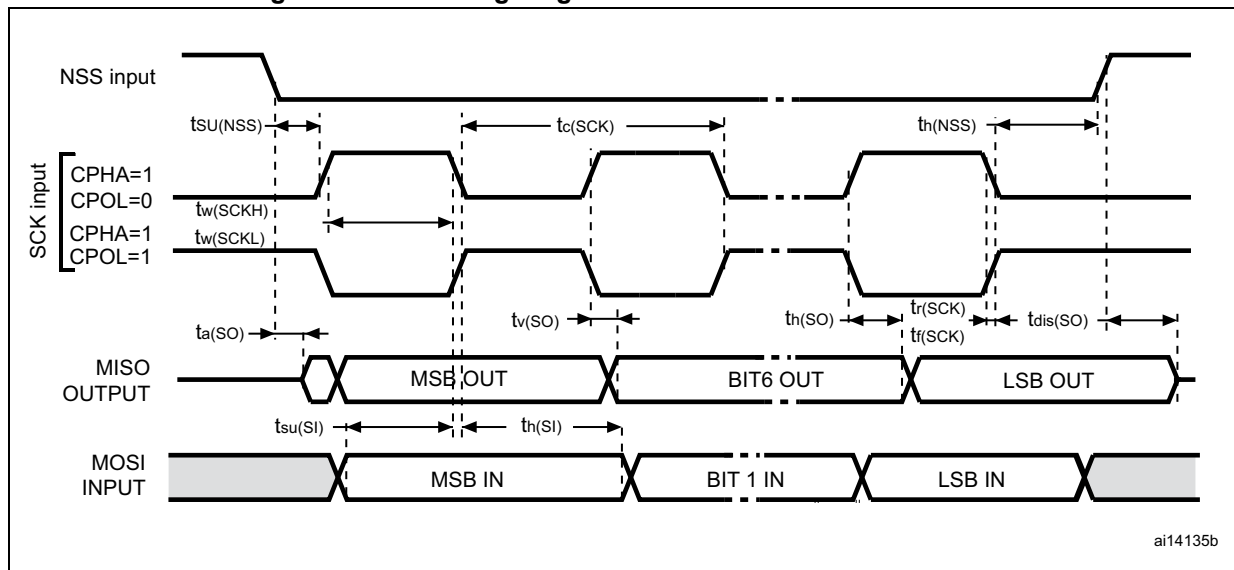 NSS input
tSU(NSS)
tc(SCK)
th(NSS)
SCK input
CPHA=1
CPOL=0
tw(SCKH)
CPHA=1
tw(SCKL)
CPOL=1
ta(SO)
tv(SO)
th(SO)
tr(SCK)
tf(SCK)
tdis(SO)
MISO
OUTPUT
MSB OUT
BIT6 OUT
LSB OUT
tsu(SI)
th(SI)
MOSI
INPUT
MSB IN
BIT 1 IN
LSB IN
ai14135b